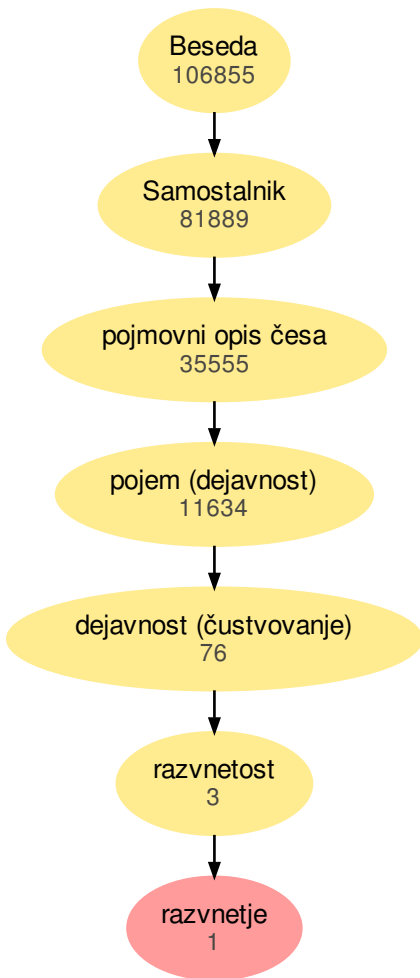 Beseda
106855
Samostalnik
81889
pojmovni opis česa
35555
pojem (dejavnost)
11634
dejavnost (čustvovanje)
76
razvnetost
3
razvnetje
1